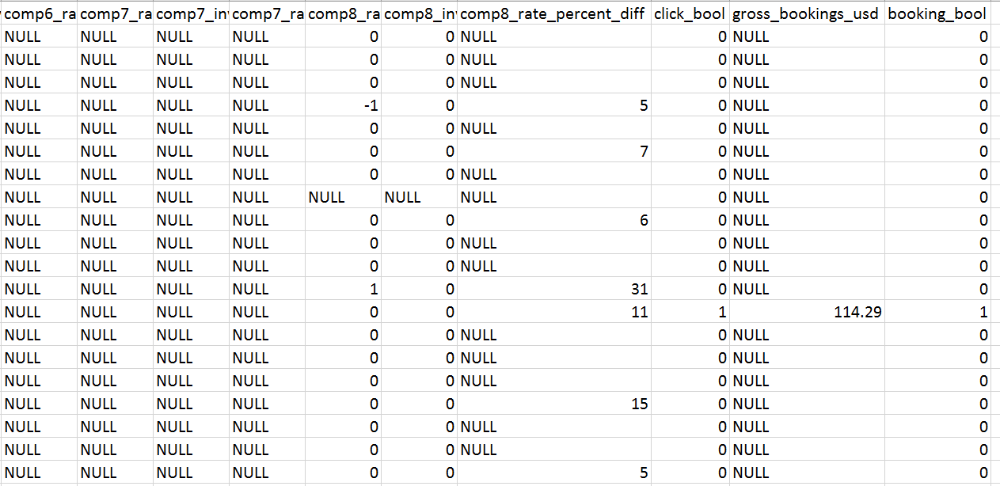 comp6_ra comp7_ra comp7_inv comp7_ra comp8_ra comp8_inv comp8_rate_percent_diff click_bool gross_bookings_usd booking_bool
NULL NULL NULL NULL 0 0 NULL 0 NULL 0
NULL NULL NULL NULL 0 0 NULL 0 NULL 0
NULL NULL NULL NULL 0 0 NULL 0 NULL 0
NULL NULL NULL NULL -1 0 5 0 NULL 0
NULL NULL NULL NULL 0 0 NULL 0 NULL 0
NULL NULL NULL NULL 0 0 7 0 NULL 0
NULL NULL NULL NULL 0 0 NULL 0 NULL 0
NULL NULL NULL NULL NULL NULL NULL 0 NULL 0
NULL NULL NULL NULL 0 0 6 0 NULL 0
NULL NULL NULL NULL 0 0 NULL 0 NULL 0
NULL NULL NULL NULL 0 0 NULL 0 NULL 0
NULL NULL NULL NULL 1 0 31 0 NULL 0
NULL NULL NULL NULL 0 0 11 1 114.29 1
NULL NULL NULL NULL 0 0 NULL 0 NULL 0
NULL NULL NULL NULL 0 0 NULL 0 NULL 0
NULL NULL NULL NULL 0 0 NULL 0 NULL 0
NULL NULL NULL NULL 0 0 15 0 NULL 0
NULL NULL NULL NULL 0 0 NULL 0 NULL 0
NULL NULL NULL NULL 0 0 NULL 0 NULL 0
NULL NULL NULL NULL 0 0 5 0 NULL 0